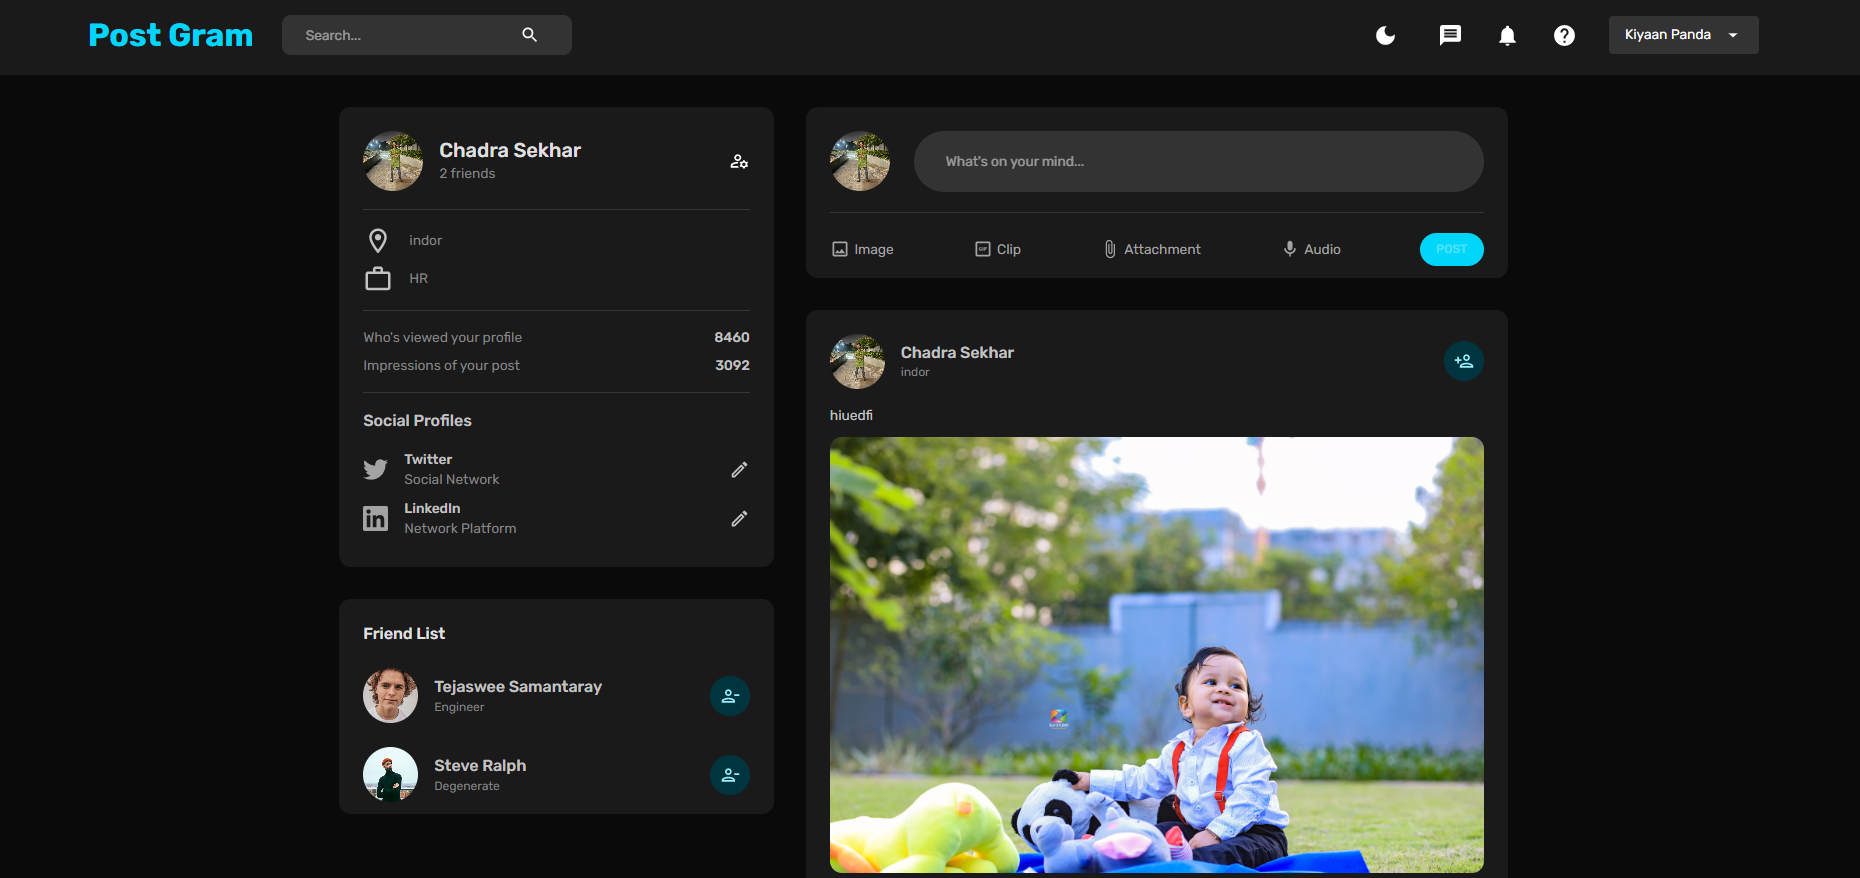 Post Gram
Search...
Kiyaan Panda
Chadra Sekhar
2 friends
indor
HR
Who's viewed your profile 8460
Impressions of your post 3092
Social Profiles
Twitter
Social Network
LinkedIn
Network Platform
Friend List
Tejaswee Samantaray
Engineer
Steve Ralph
Degenerate
What's on your mind...
Image
GIF
Clip
Attachment
Audio
POST
Chadra Sekhar
indor
hiuedfi